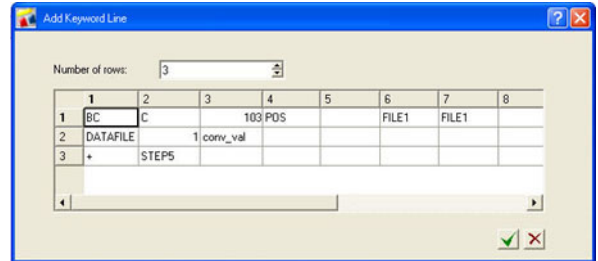 Add Keyword Line
Number of rows: 3
1 2 3 4 5 6 7 8
1 BC C 103 POS FILE1 FILE1
2 DATAFILE 1 conv_val
3 + STEP5